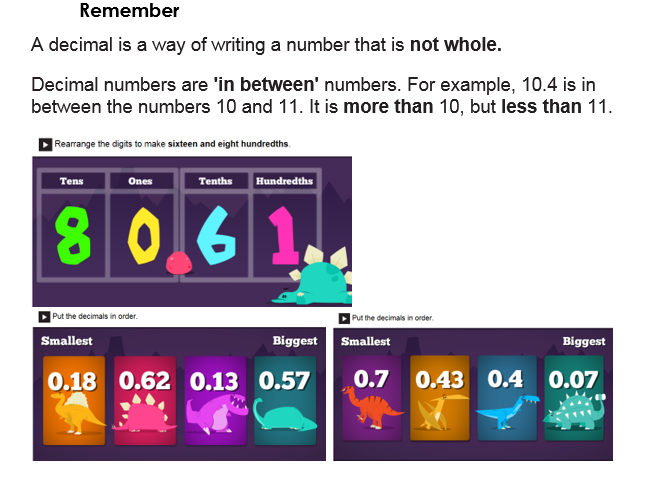 Remember
A decimal is a way of writing a number that is not whole.
Decimal numbers are 'in between' numbers. For example, 10.4 is in
between the numbers 10 and 11. It is more than 10, but less than 11.
Rearrange the digits to make sixteen and eight hundredths.
Tens Ones Tenths Hundredths
8 0 6 1
Put the decimals in order.
Smallest Biggest
0.18 0.62 0.13 0.57
Put the decimals in order.
Smallest Biggest
0.7 0.43 0.4 0.07